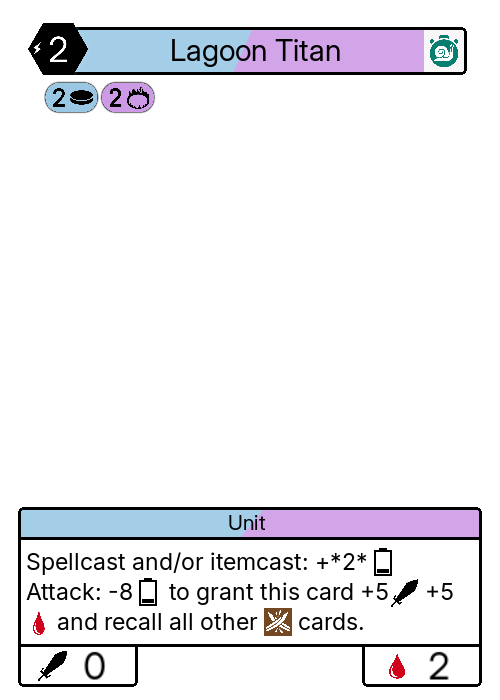 2 Lagoon Titan
2 2
Unit
Spellcast and/or itemcast: +*2*
Attack: -8 to grant this card +5 +5
and recall all other cards.
0 2